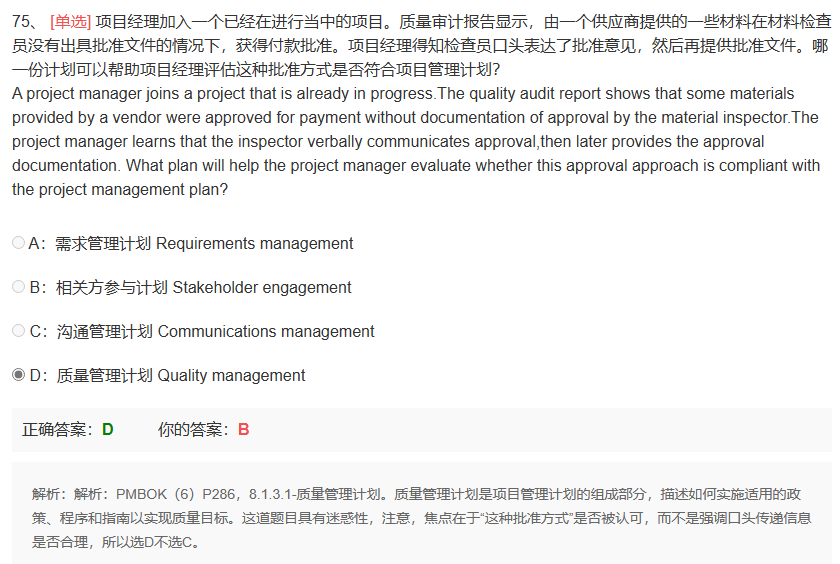 75、 [单选] 项目经理加入一个已经在进行当中的项目。质量审计报告显示，由一个供应商提供的一些材料在材料检查
员没有出具批准文件的情况下，获得付款批准。项目经理得知检查员口头表达了批准意见，然后再提供批准文件。哪
一份计划可以帮助项目经理评估这种批准方式是否符合项目管理计划？
A project manager joins a project that is already in progress.The quality audit report shows that some materials
provided by a vendor were approved for payment without documentation of approval by the material inspector.The
project manager learns that the inspector verbally communicates approval,then later provides the approval
documentation. What plan will help the project manager evaluate whether this approval approach is compliant with
the project management plan?
A：需求管理计划 Requirements management
B：相关方参与计划 Stakeholder engagement
C：沟通管理计划 Communications management
D：质量管理计划 Quality management
正确答案：D 你的答案：B
解析：解析：PMBOK（6）P286，8.1.3.1-质量管理计划。质量管理计划是项目管理计划的组成部分，描述如何实施适用的政
策、程序和指南以实现质量目标。这道题目具有迷惑性，注意，焦点在于“这种批准方式”是否被认可，而不是强调口头传递信息
是否合理，所以选D不选C。